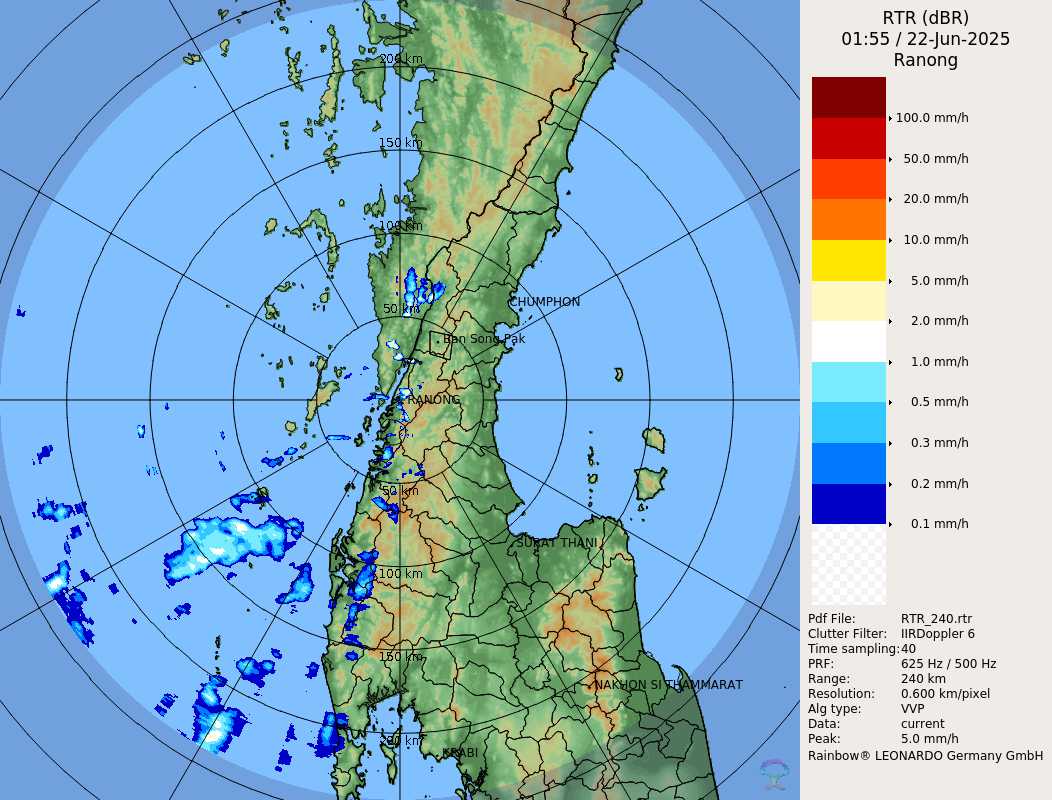 RTR (dBR)
01:55 / 22-Jun-2025
Ranong
100.0 mm/h
50.0 mm/h
20.0 mm/h
10.0 mm/h
5.0 mm/h
2.0 mm/h
1.0 mm/h
0.5 mm/h
0.3 mm/h
0.2 mm/h
0.1 mm/h
Pdf File: RTR_240.rtr
Clutter Filter: IIRDoppler 6
Time sampling: 40
PRF: 625 Hz / 500 Hz
Range: 240 km
Resolution: 0.600 km/pixel
Alg type: VVP
Data: current
Peak: 5.0 mm/h
Rainbow® LEONARDO Germany GmbH
200 km
150 km
100 km
50 km
CHUMPHON
Ban Song Pak
RANONG
50 km
SURAT THANI
100 km
150 km
NAKHON SI THAMMARAT
200 km
KRABI